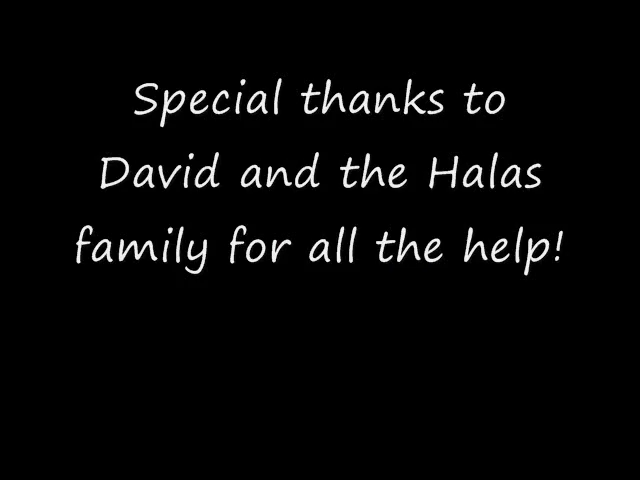 Special thanks to
David and the Halas
family for all the help!